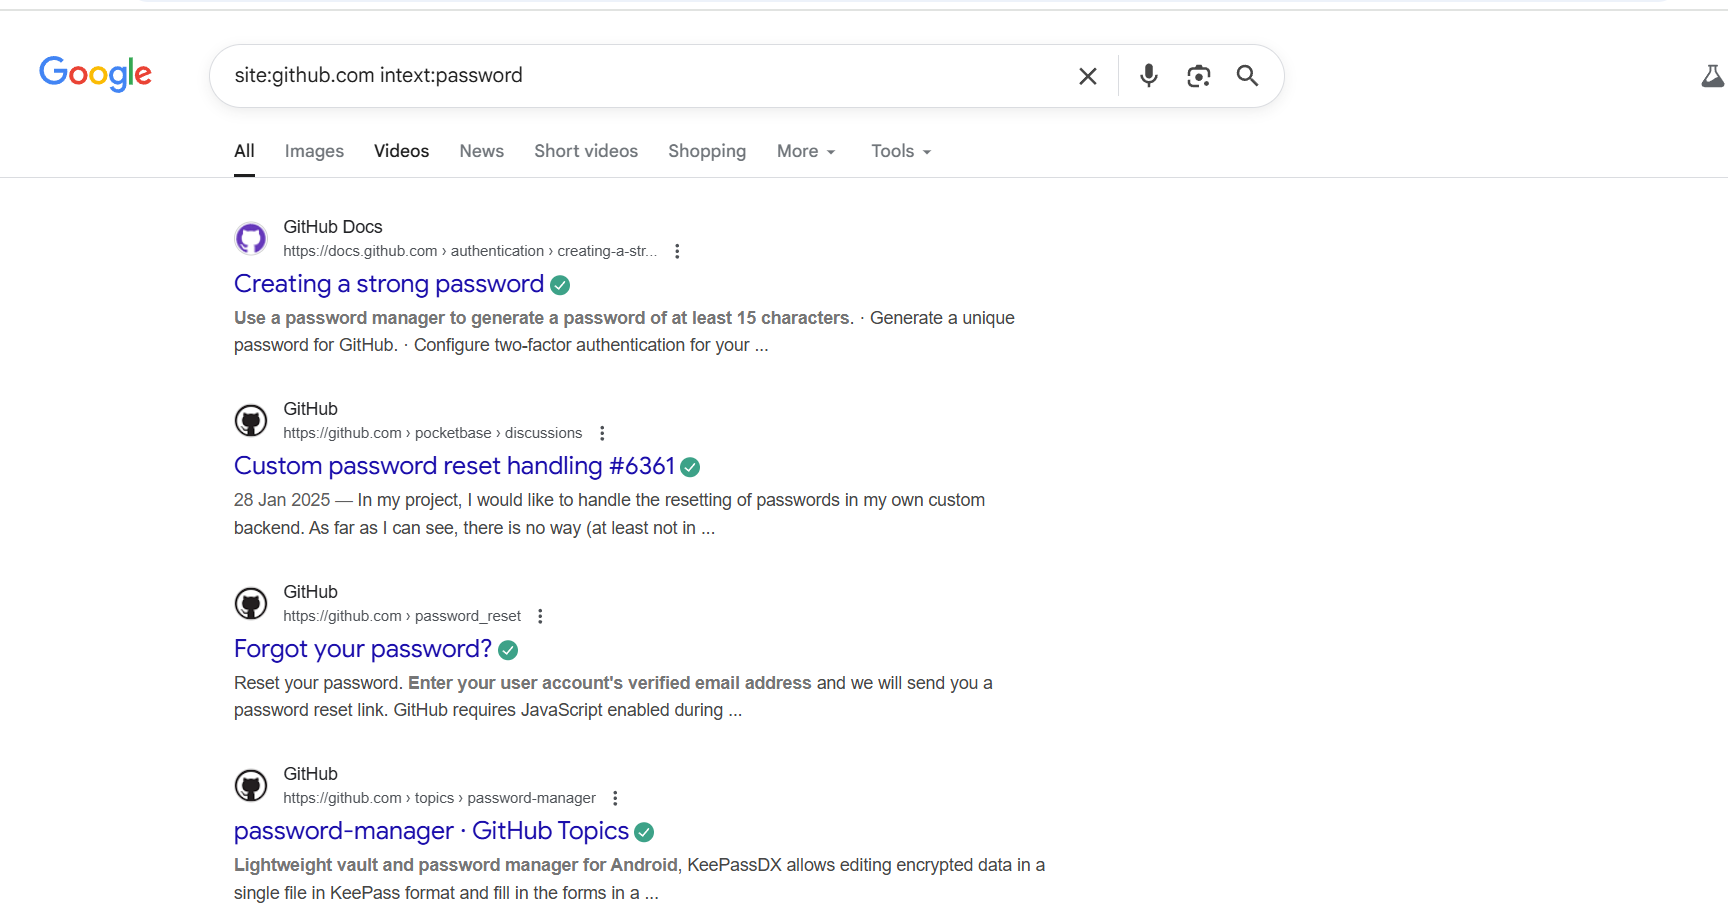 Google
site:github.com intext:password
All Images Videos News Short videos Shopping More Tools
GitHub Docs
https://docs.github.com › authentication › creating-a-str...
Creating a strong password
Use a password manager to generate a password of at least 15 characters. · Generate a unique
password for GitHub. · Configure two-factor authentication for your ...
GitHub
https://github.com › pocketbase › discussions
Custom password reset handling #6361
28 Jan 2025 — In my project, I would like to handle the resetting of passwords in my own custom
backend. As far as I can see, there is no way (at least not in ...
GitHub
https://github.com › password_reset
Forgot your password?
Reset your password. Enter your user account's verified email address and we will send you a
password reset link. GitHub requires JavaScript enabled during ...
GitHub
https://github.com › topics › password-manager
password-manager · GitHub Topics
Lightweight vault and password manager for Android, KeePassDX allows editing encrypted data in a
single file in KeePass format and fill in the forms in a ...